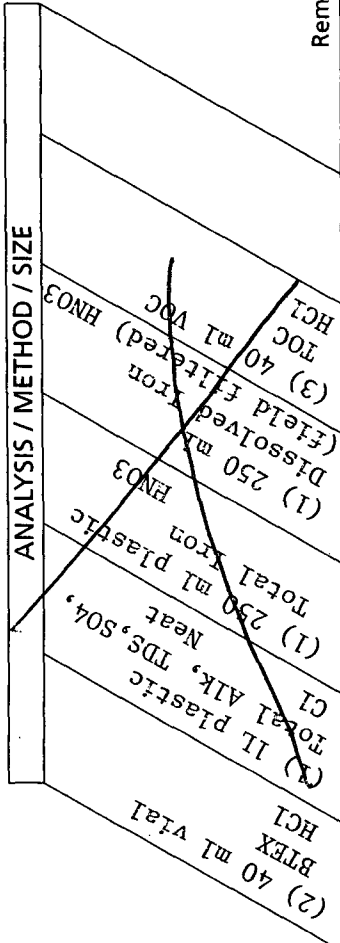 ANALYSIS / METHOD / SIZE
(2) 40 ml vial
BTEX
HCl
(1) 1L plastic
Total Alk, TDS, SO4,
Cl Neat
(1) 250 ml plastic
Total Iron HNO3
(1) 250 ml
Dissolved Iron
(field filtered) HNO3
(3) 40 ml VOC
TOC
HCl
Rem